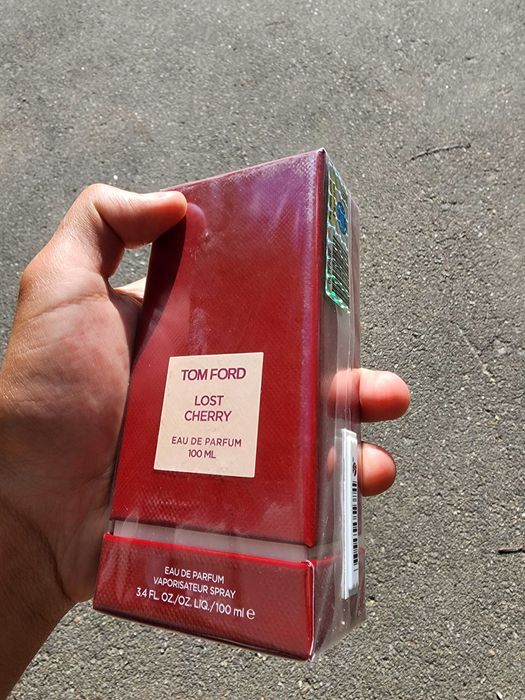 TOM FORD
LOST
CHERRY
EAU DE PARFUM
100 ML
EAU DE PARFUM
VAPORISATEUR SPRAY
3.4 FL. OZ./OZ. LIQ./100 ml ℮